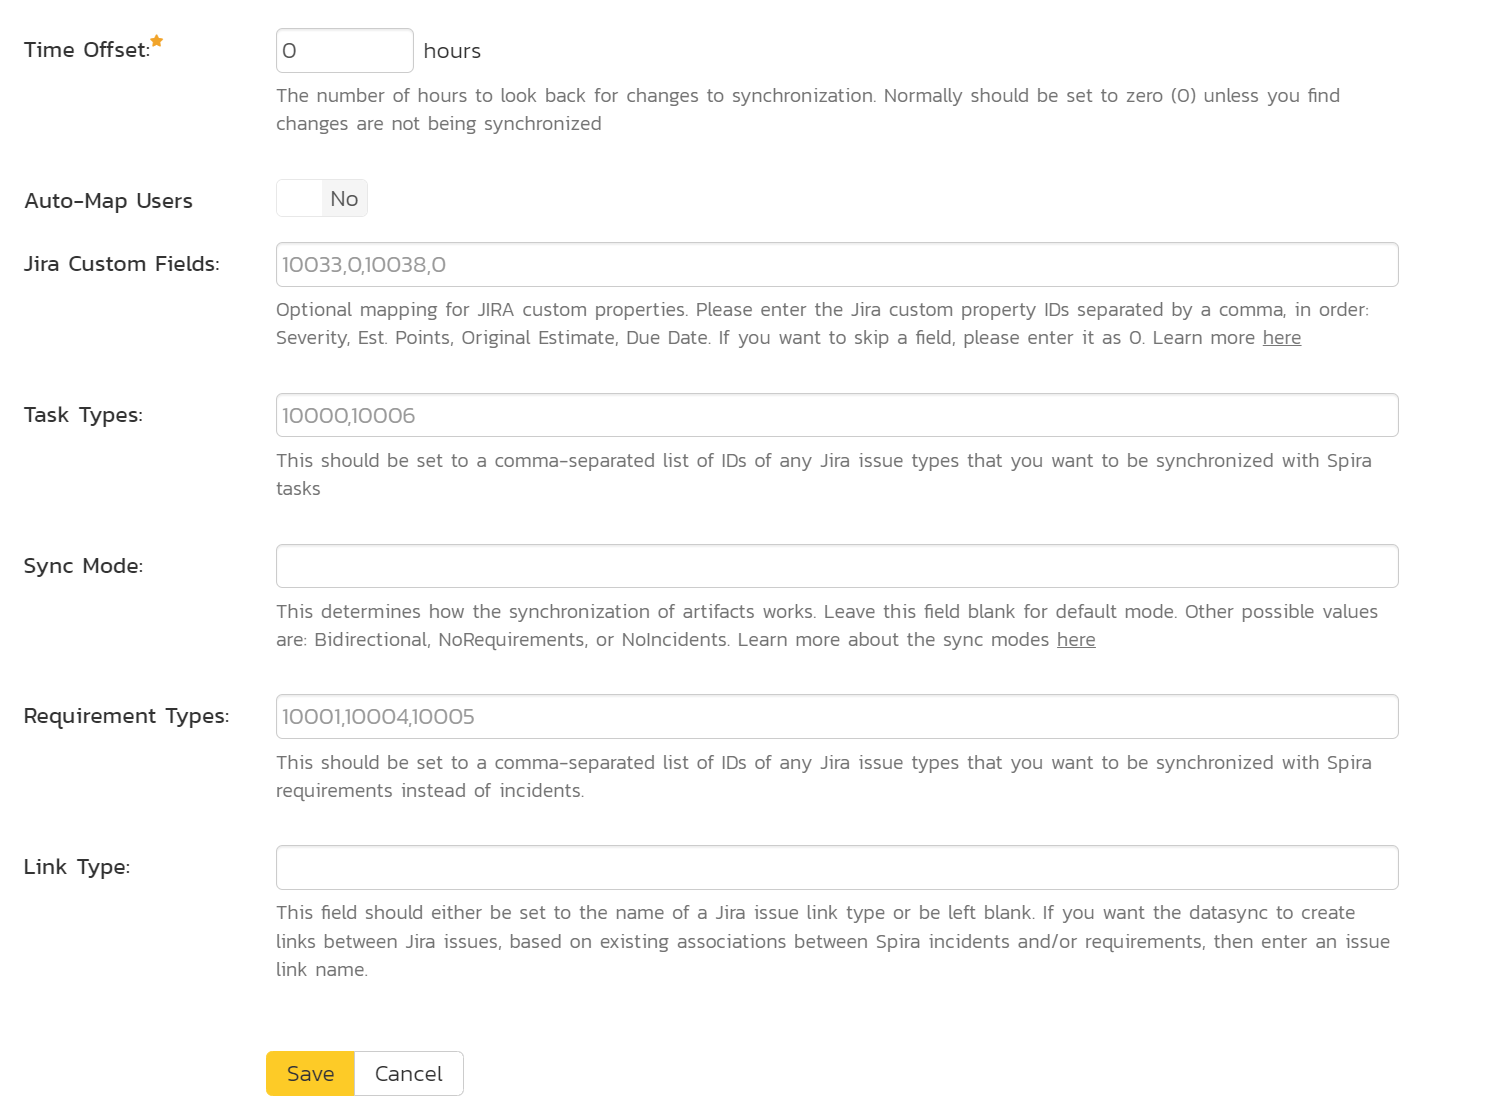 Time Offset:
0 hours
The number of hours to look back for changes to synchronization. Normally should be set to zero (0) unless you find
changes are not being synchronized
Auto-Map Users
No
Jira Custom Fields:
10033,0,10038,0
Optional mapping for JIRA custom properties. Please enter the Jira custom property IDs separated by a comma, in order:
Severity, Est. Points, Original Estimate, Due Date. If you want to skip a field, please enter it as 0. Learn more here
Task Types:
10000,10006
This should be set to a comma-separated list of IDs of any Jira issue types that you want to be synchronized with Spira
tasks
Sync Mode:
This determines how the synchronization of artifacts works. Leave this field blank for default mode. Other possible values
are: Bidirectional, NoRequirements, or NoIncidents. Learn more about the sync modes here
Requirement Types:
10001,10004,10005
This should be set to a comma-separated list of IDs of any Jira issue types that you want to be synchronized with Spira
requirements instead of incidents.
Link Type:
This field should either be set to the name of a Jira issue link type or be left blank. If you want the datasync to create
links between Jira issues, based on existing associations between Spira incidents and/or requirements, then enter an issue
link name.
Save Cancel